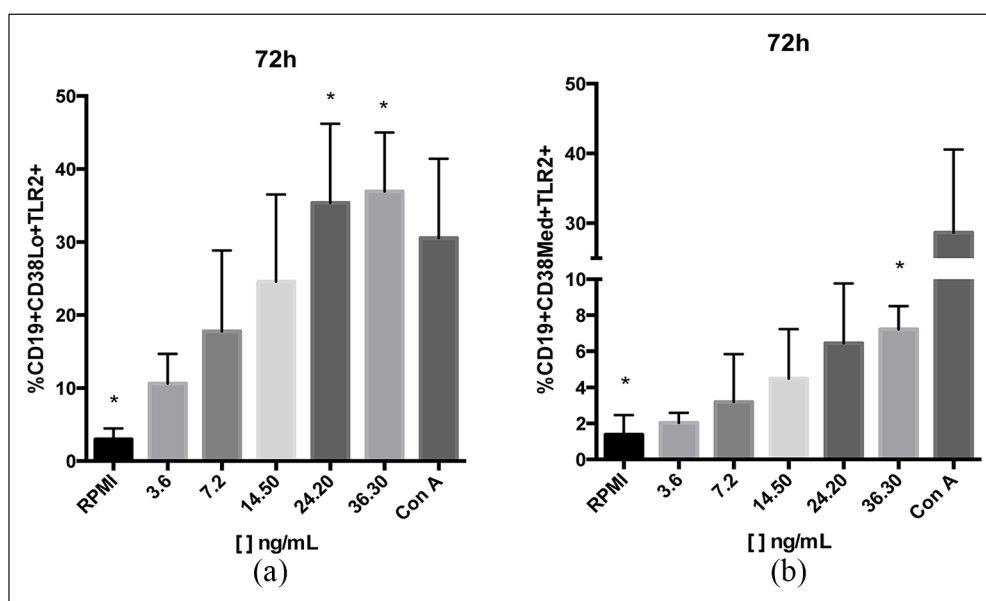 72h
%CD19+CD38Lo+TLR2+
50
40
30
20
10
0
*
*
*
RPMI
3.6
7.2
14.50
24.20
36.30
Con A
[ ] ng/mL
(a)
72h
%CD19+CD38Med+TLR2+
50
40
30
8
6
4
2
0
*
*
RPMI
3.6
7.2
14.50
24.20
36.30
Con A
[ ] ng/mL
(b)